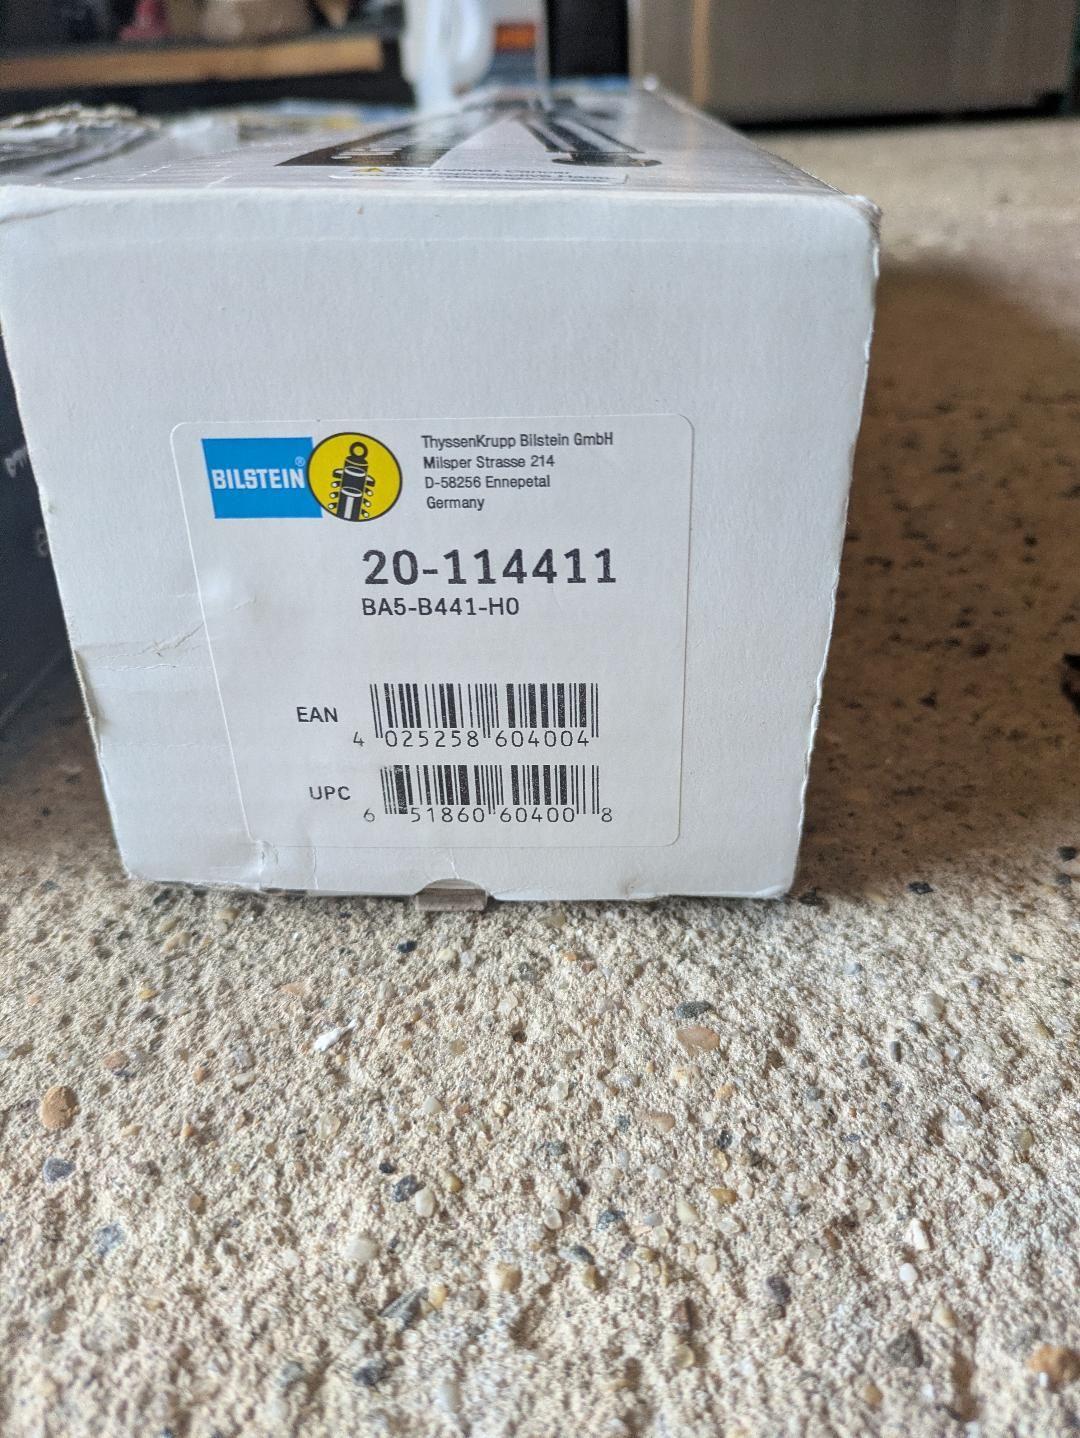 BILSTEIN®
ThyssenKrupp Bilstein GmbH
Milsper Strasse 214
D-58256 Ennepetal
Germany
20-114411
BA5-B441-H0
EAN
4 025258 604004
UPC
6 51860 60400 8